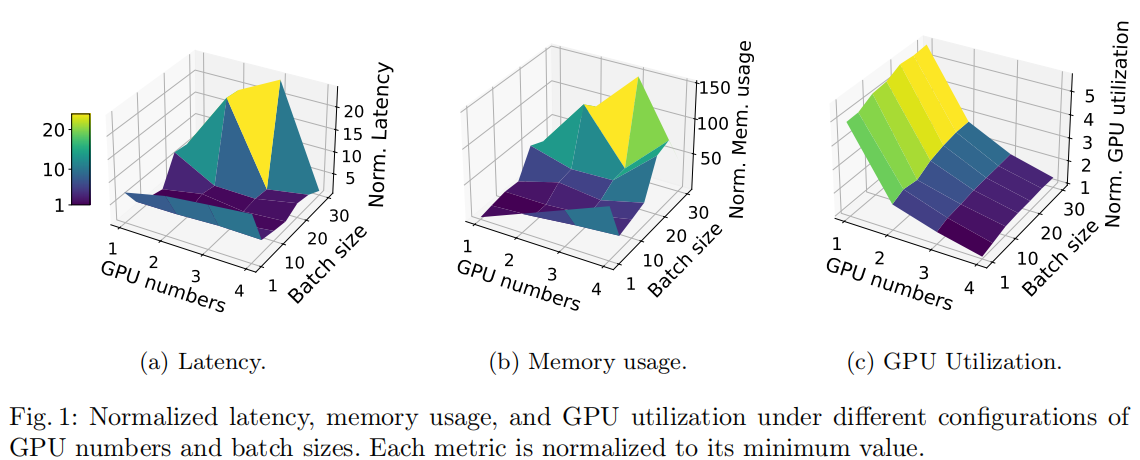 20
10
1
20
15
10
5
Norm. Latency
1
2
3
4
GPU numbers
1
10
20
30
Batch size
150
100
50
Norm. Mem. usage
1
2
3
4
GPU numbers
1
10
20
30
Batch size
5
4
3
2
1
Norm. GPU utilization
1
2
3
4
GPU numbers
1
10
20
30
Batch size
(a) Latency.
(b) Memory usage.
(c) GPU Utilization.
Fig. 1: Normalized latency, memory usage, and GPU utilization under different configurations of
GPU numbers and batch sizes. Each metric is normalized to its minimum value.